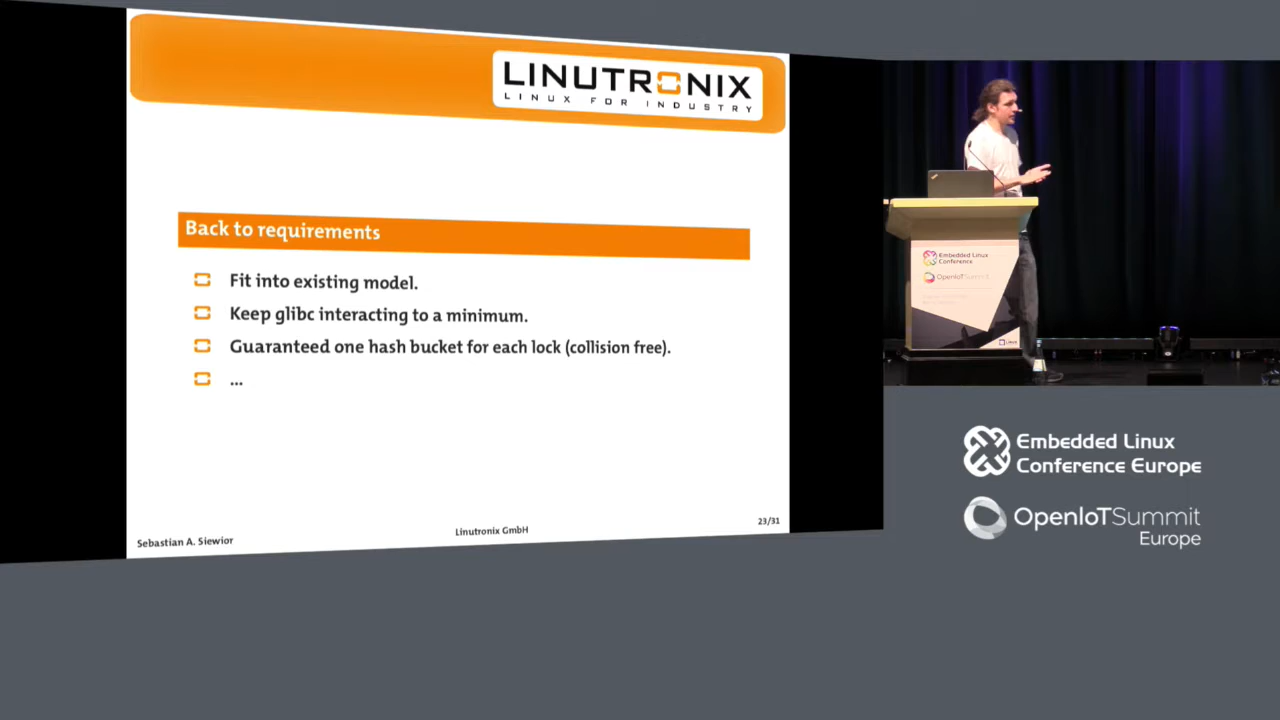 LINUTRONIX
LINUX FOR INDUSTRY
Back to requirements
Fit into existing model.
Keep glibc interacting to a minimum.
Guaranteed one hash bucket for each lock (collision free).
...
Sebastian A. Siewior
Linutronix GmbH
23/31
Embedded Linux
Conference
OpenIoTSummit
Embedded Linux
Conference Europe
OpenIoTSummit
Europe